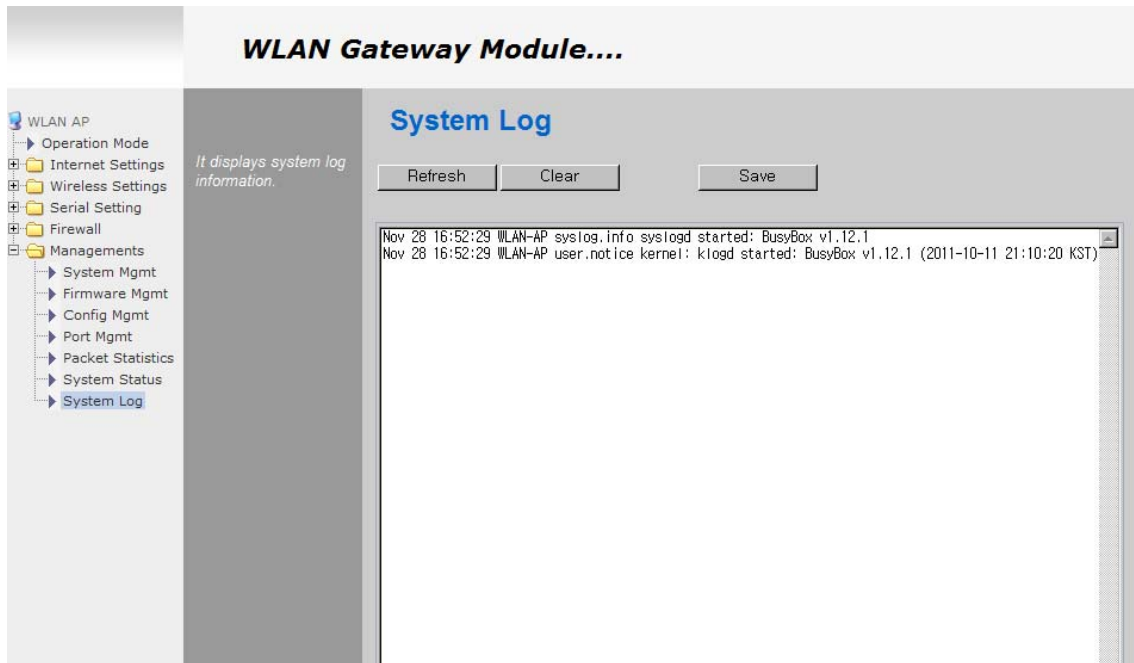 WLAN Gateway Module....
WLAN AP
Operation Mode
Internet Settings
Wireless Settings
Serial Setting
Firewall
Managements
System Mgmt
Firmware Mgmt
Config Mgmt
Port Mgmt
Packet Statistics
System Status
System Log
It displays system log
information.
System Log
Refresh Clear Save
Nov 28 16:52:29 WLAN-AP syslog.info syslogd started: BusyBox v1.12.1
Nov 28 16:52:29 WLAN-AP user.notice kernel: klogd started: BusyBox v1.12.1 (2011-10-11 21:10:20 KST)